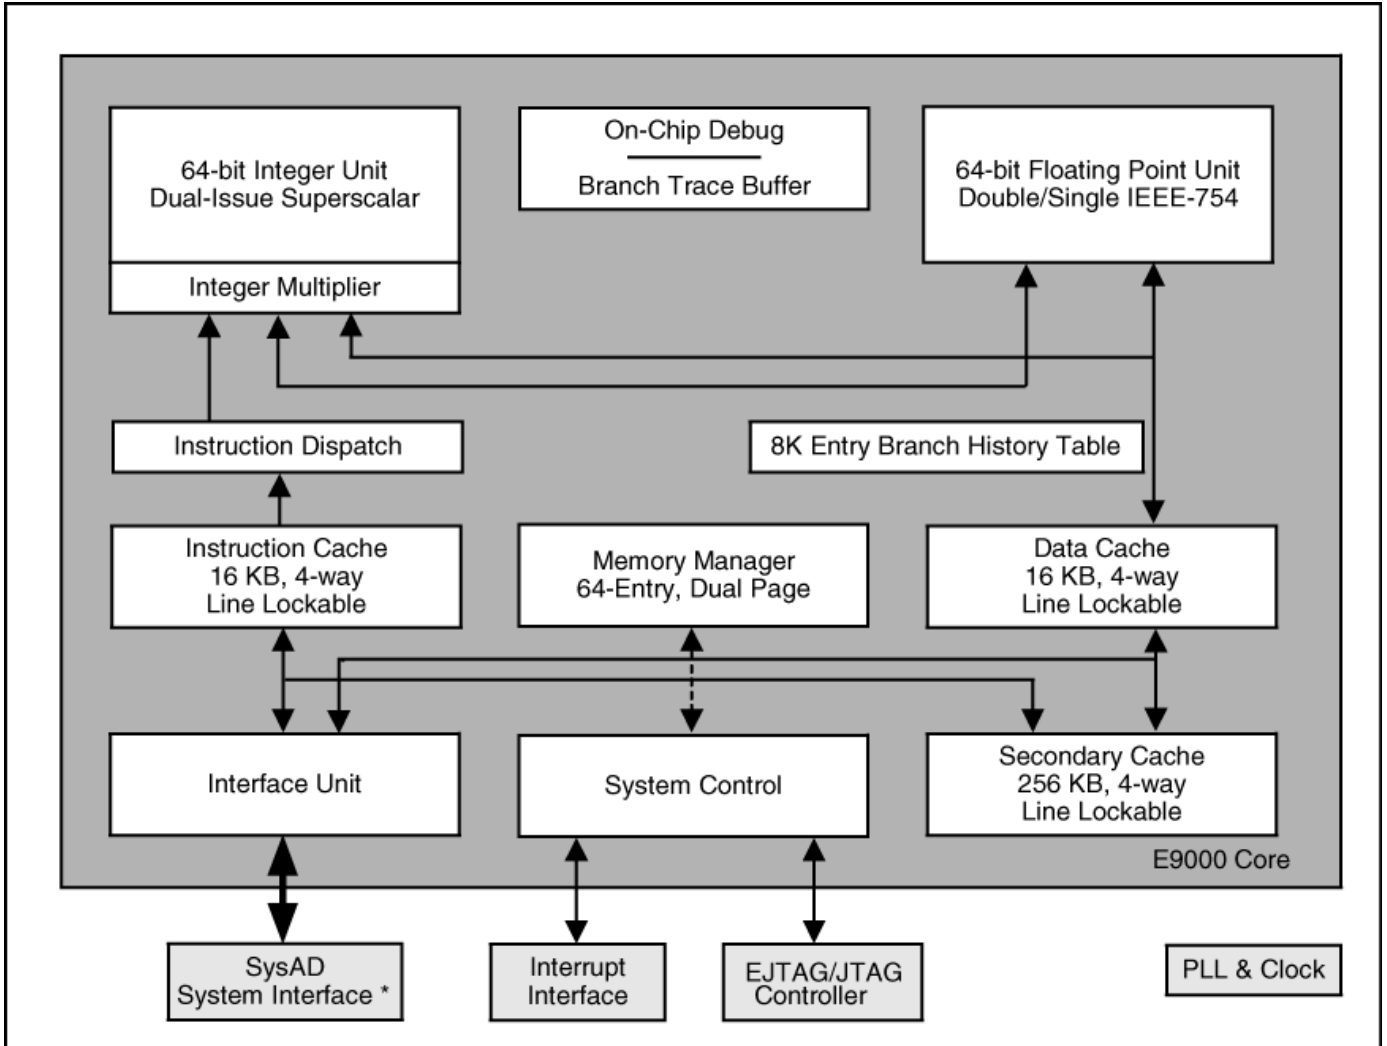 64-bit Integer Unit
Dual-Issue Superscalar
Integer Multiplier
On-Chip Debug
Branch Trace Buffer
64-bit Floating Point Unit
Double/Single IEEE-754
Instruction Dispatch
8K Entry Branch History Table
Instruction Cache
16 KB, 4-way
Line Lockable
Memory Manager
64-Entry, Dual Page
Data Cache
16 KB, 4-way
Line Lockable
Interface Unit
System Control
Secondary Cache
256 KB, 4-way
Line Lockable
E9000 Core
SysAD
System Interface *
Interrupt
Interface
EJTAG/JTAG
Controller
PLL & Clock